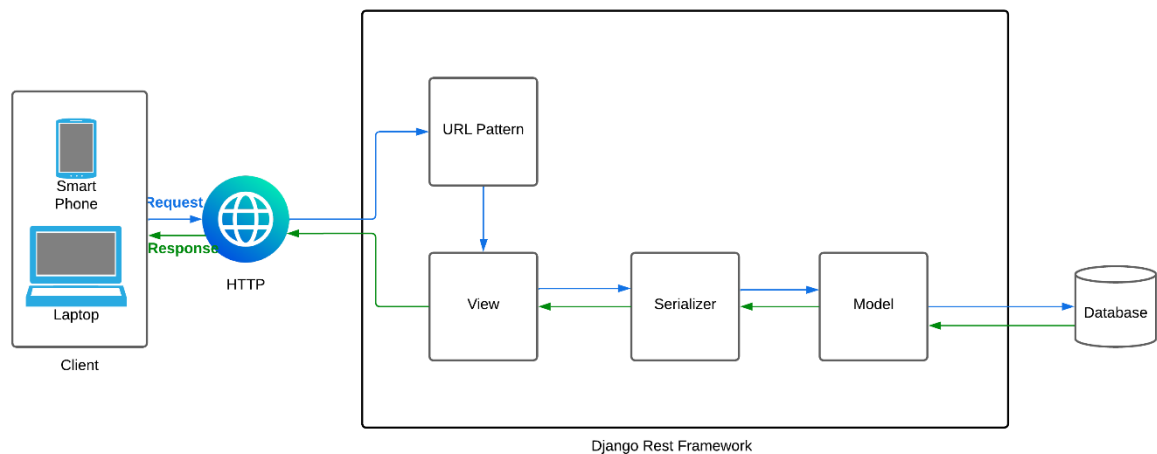 URL Pattern
Smart
Phone
Request
Response
HTTP
View
Serializer
Model
Database
Laptop
Client
Django Rest Framework